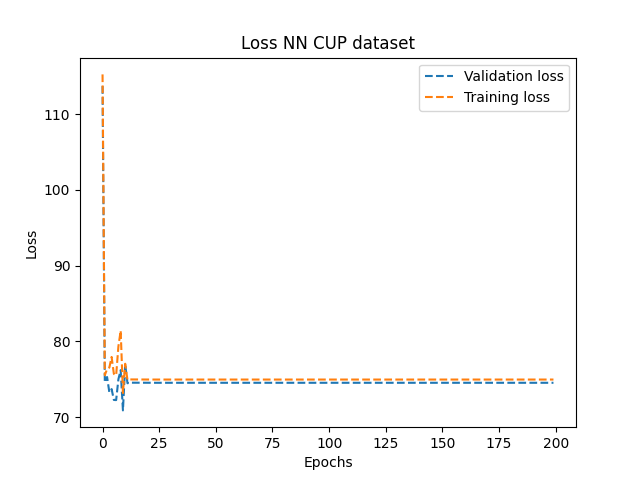 Loss NN CUP dataset
Validation loss
Training loss
110
100
90
80
70
Loss
0 25 50 75 100 125 150 175 200
Epochs